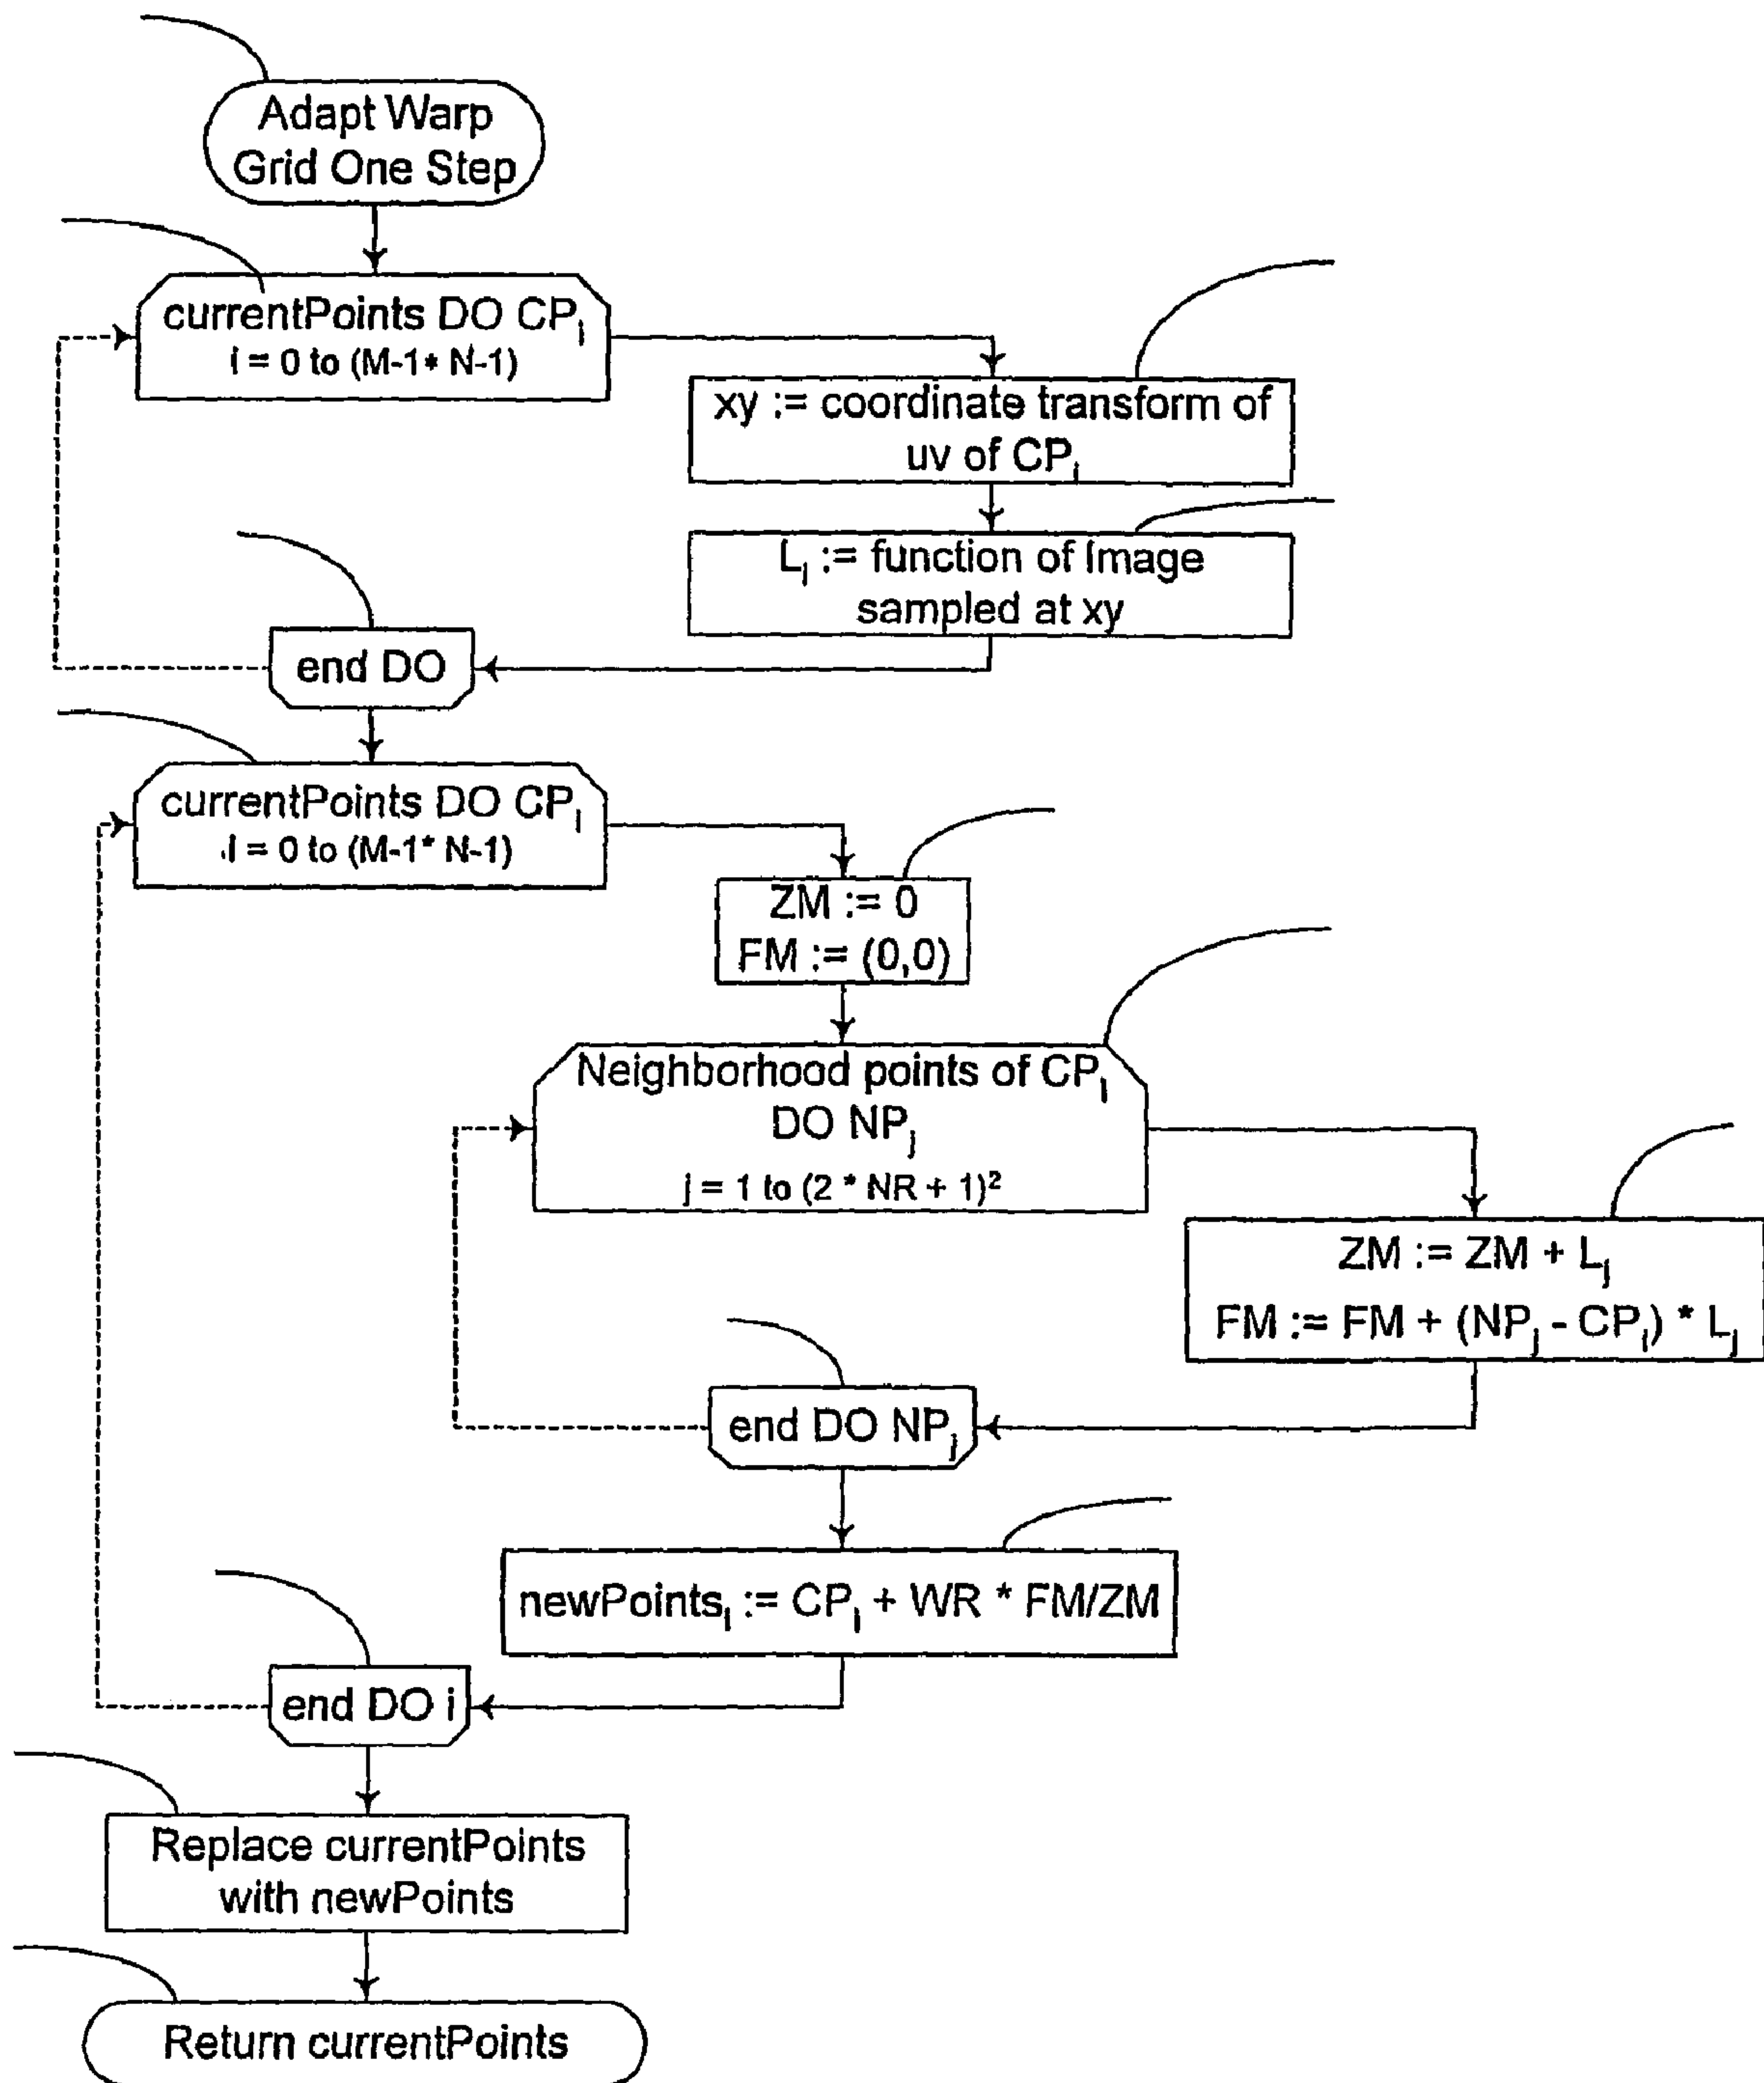 Adapt Warp
Grid One Step
currentPoints DO CPᵢ
i = 0 to (M-1* N-1)
xy := coordinate transform of
uv of CPᵢ
Lᵢ := function of Image
sampled at xy
end DO
currentPoints DO CPᵢ
i = 0 to (M-1* N-1)
ZM := 0
FM := (0,0)
Neighborhood points of CPᵢ
DO NPⱼ
j = 1 to (2 * NR + 1)²
ZM := ZM + Lⱼ
FM := FM + (NPⱼ - CPᵢ) * Lⱼ
end DO NPⱼ
newPointsᵢ := CPᵢ + WR * FM/ZM
end DO i
Replace currentPoints
with newPoints
Return currentPoints